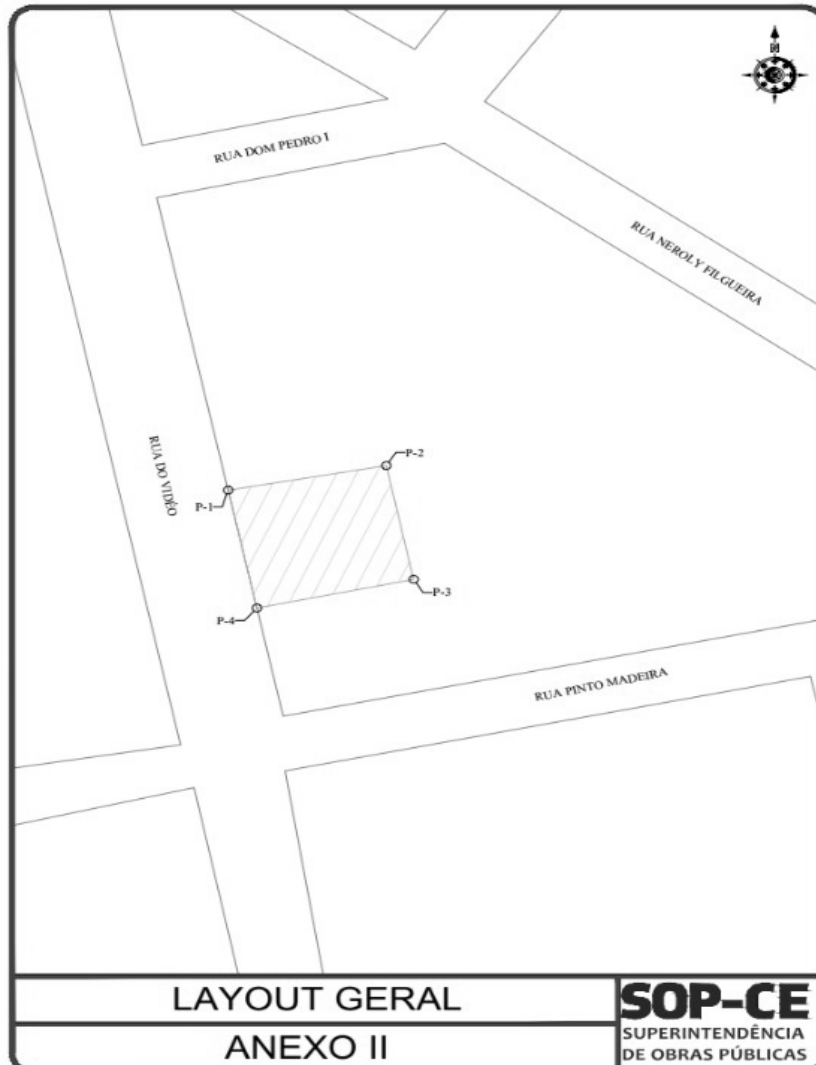 N
RUA DOM PEDRO I
RUA NEROLY FILGUEIRA
RUA DO VIDÉO
P-2
P-1
P-3
P-4
RUA PINTO MADEIRA
LAYOUT GERAL
ANEXO II
SOP-CE
SUPERINTENDÊNCIA
DE OBRAS PÚBLICAS